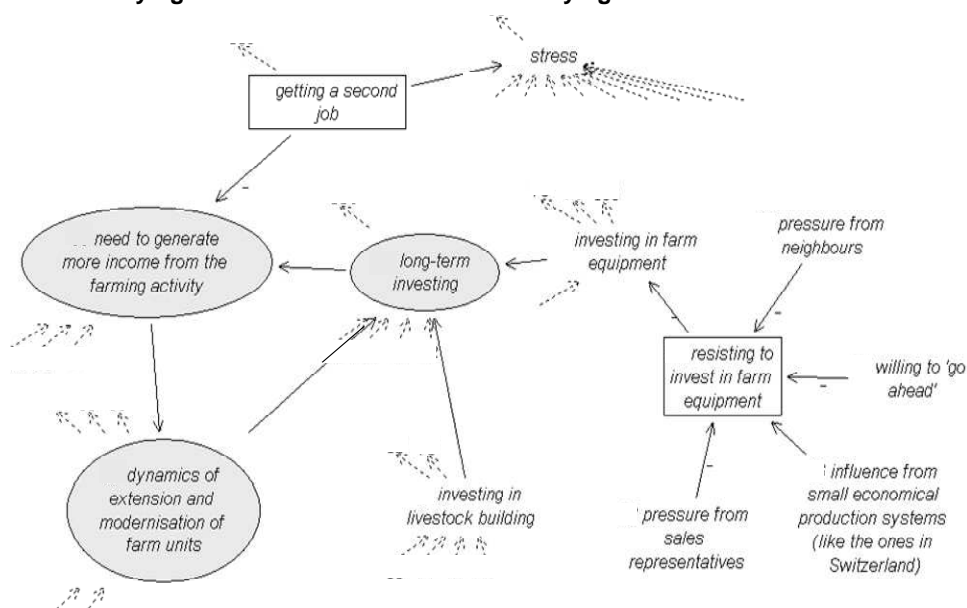 stress
getting a second
job
-
need to generate
more income from the
farming activity
long-term
investing
investing in farm
equipment
pressure from
neighbours
-
-
resisting to
invest in farm
equipment
-
willing to 'go
ahead'
dynamics of
extension and
modernisation of
farm units
investing in
livestock building
-
pressure from
sales
representatives
influence from
small economical
production systems
(like the ones in
Switzerland)